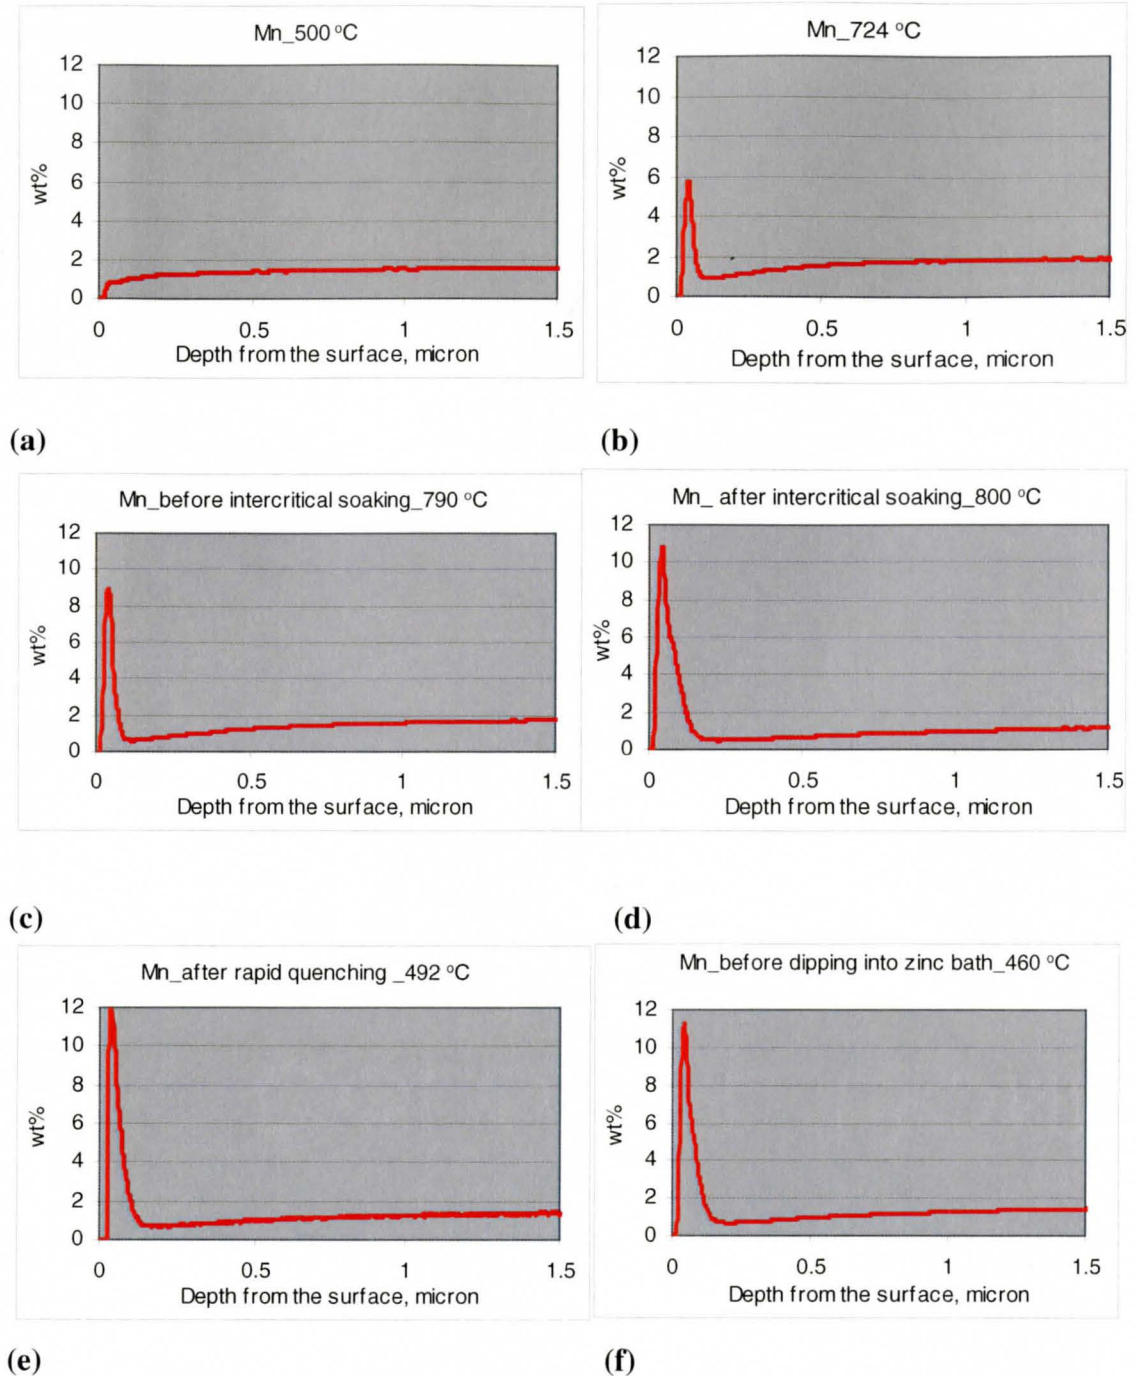 Mn_500 °C
12
10
8
6
4
2
0
wt%
0 0.5 1 1.5
Depth from the surface, micron
(a)
Mn_724 °C
12
10
8
6
4
2
0
wt%
0 0.5 1 1.5
Depth from the surface, micron
(b)
Mn_before intercritical soaking_790 °C
12
10
8
6
4
2
0
wt%
0 0.5 1 1.5
Depth from the surface, micron
(c)
Mn_ after intercritical soaking_800 °C
12
10
8
6
4
2
0
wt%
0 0.5 1 1.5
Depth from the surface, micron
(d)
Mn_after rapid quenching _492 °C
12
10
8
6
4
2
0
wt%
0 0.5 1 1.5
Depth from the surface, micron
(e)
Mn_before dipping into zinc bath_460 °C
12
10
8
6
4
2
0
wt%
0 0.5 1 1.5
Depth from the surface, micron
(f)